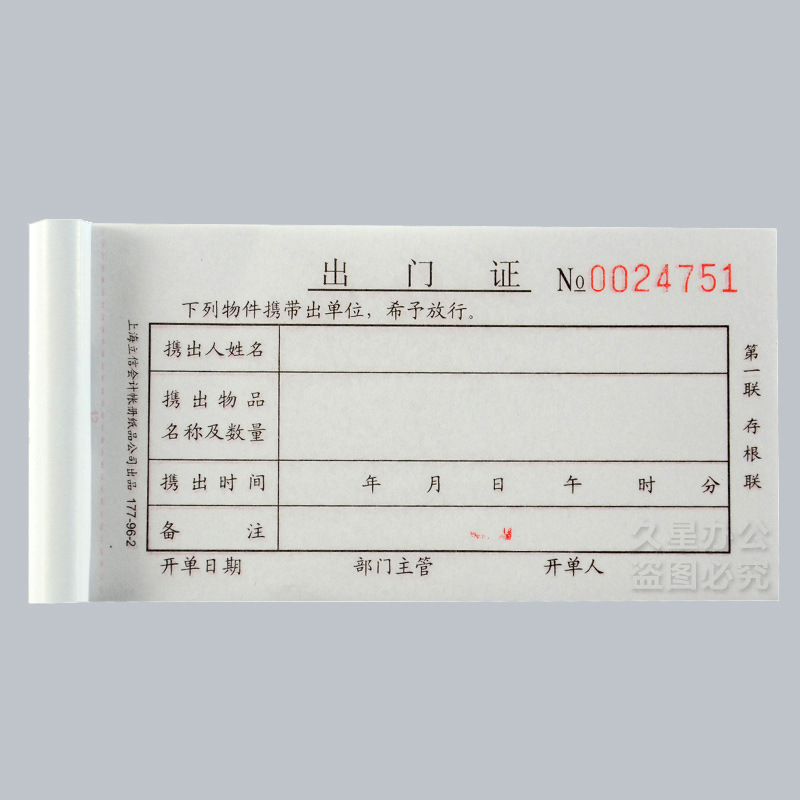 出 门 证 №0024751
下列物件携带出单位，希予放行。
携出人姓名
携出物品
名称及数量
携出时间 年 月 日 午 时 分
备 注
开单日期 部门主管 开单人
第一联 存根联
上海立信会计帐册纸品公司出品 177-96-2
久星办公
盗图必究